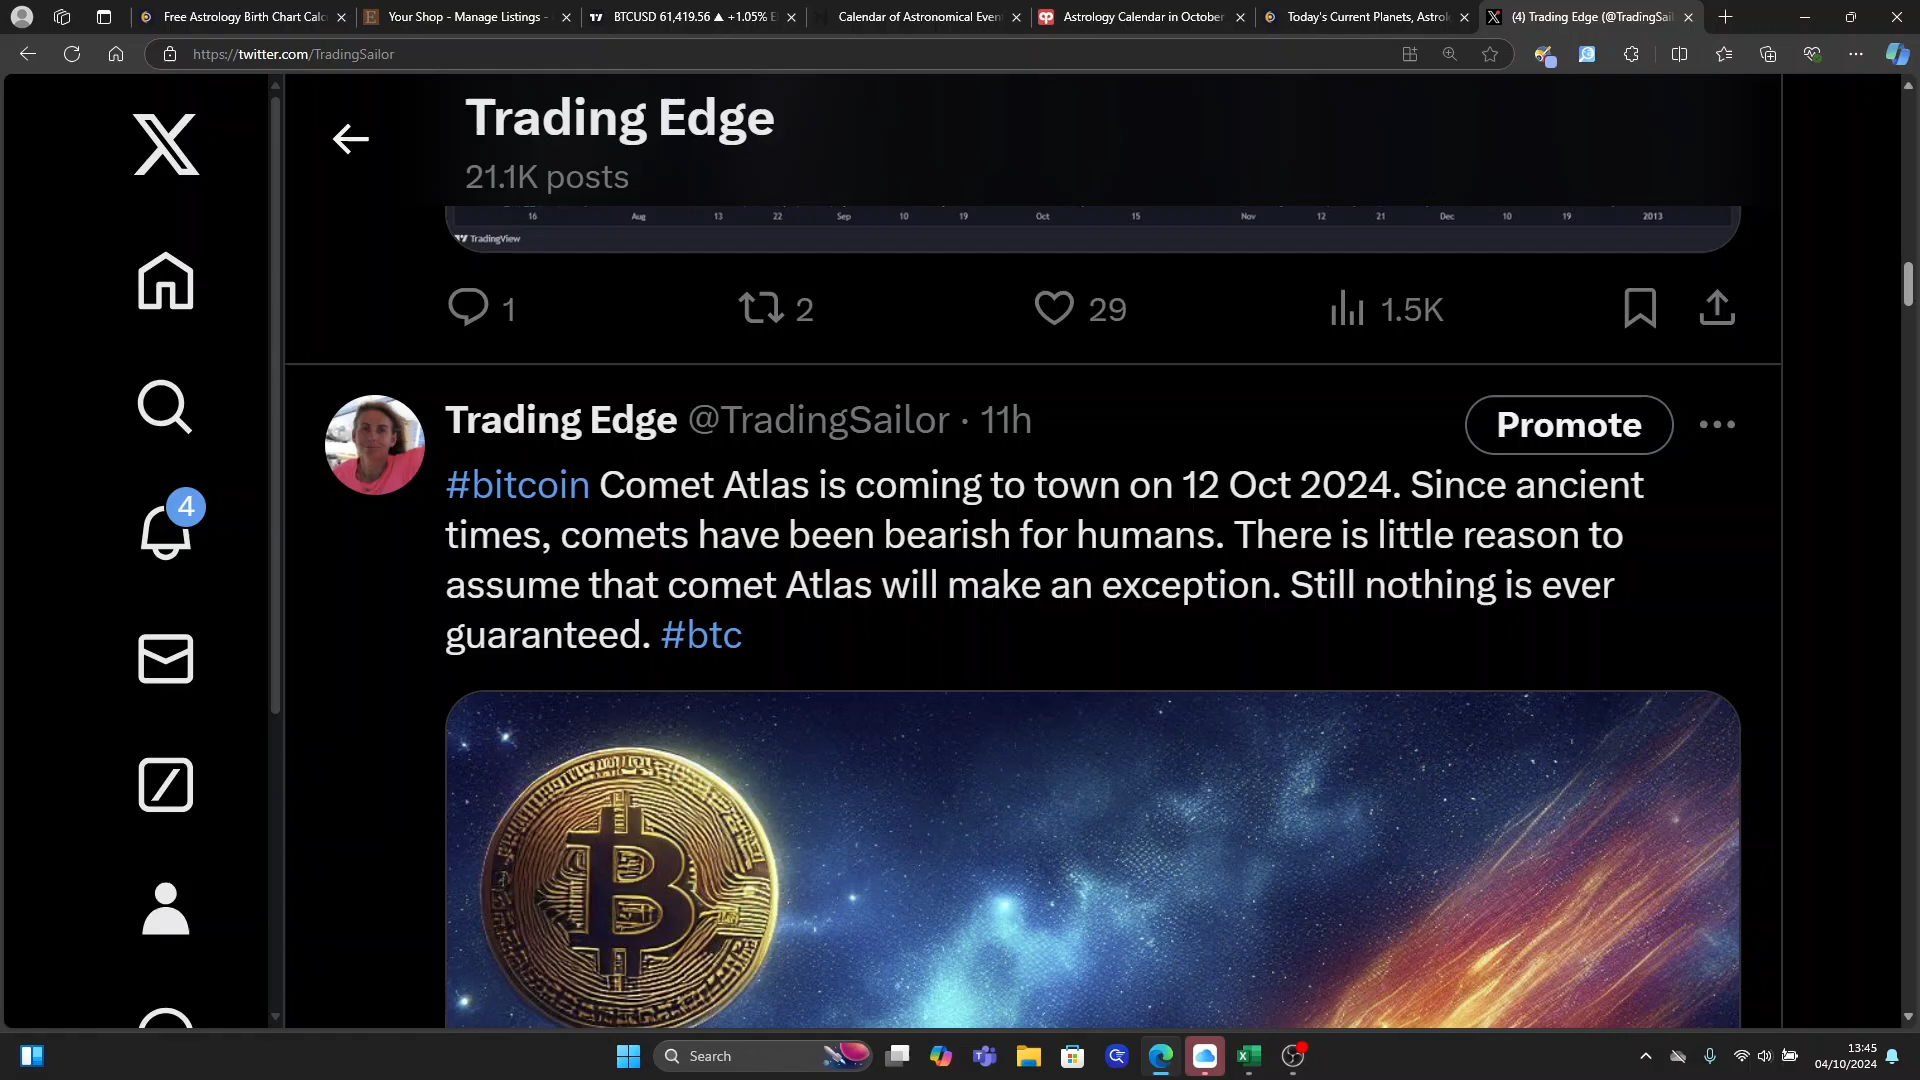 Free Astrology Birth Chart Calc
Your Shop - Manage Listings -
BTCUSD 61,419.56 ▲ +1.05%
Calendar of Astronomical Even
Astrology Calendar in October
Today's Current Planets, Astrol
(4) Trading Edge (@TradingSail
https://twitter.com/TradingSailor
Trading Edge
21.1K posts
16 Aug 13 22 Sep 10 19 Oct 15 Nov 12 21 Dec 10 19 2013
TradingView
1 2 29 1.5K
Trading Edge @TradingSailor · 11h
Promote
4
#bitcoin Comet Atlas is coming to town on 12 Oct 2024. Since ancient
times, comets have been bearish for humans. There is little reason to
assume that comet Atlas will make an exception. Still nothing is ever
guaranteed. #btc
Search
13:45
04/10/2024